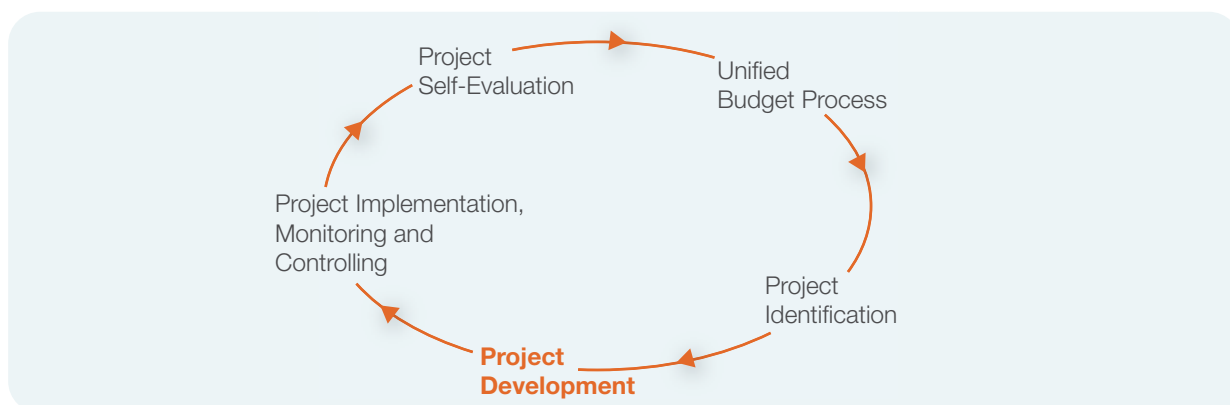 Project
Self-Evaluation
Unified
Budget Process
Project Implementation,
Monitoring and
Controlling
Project
Identification
Project
Development